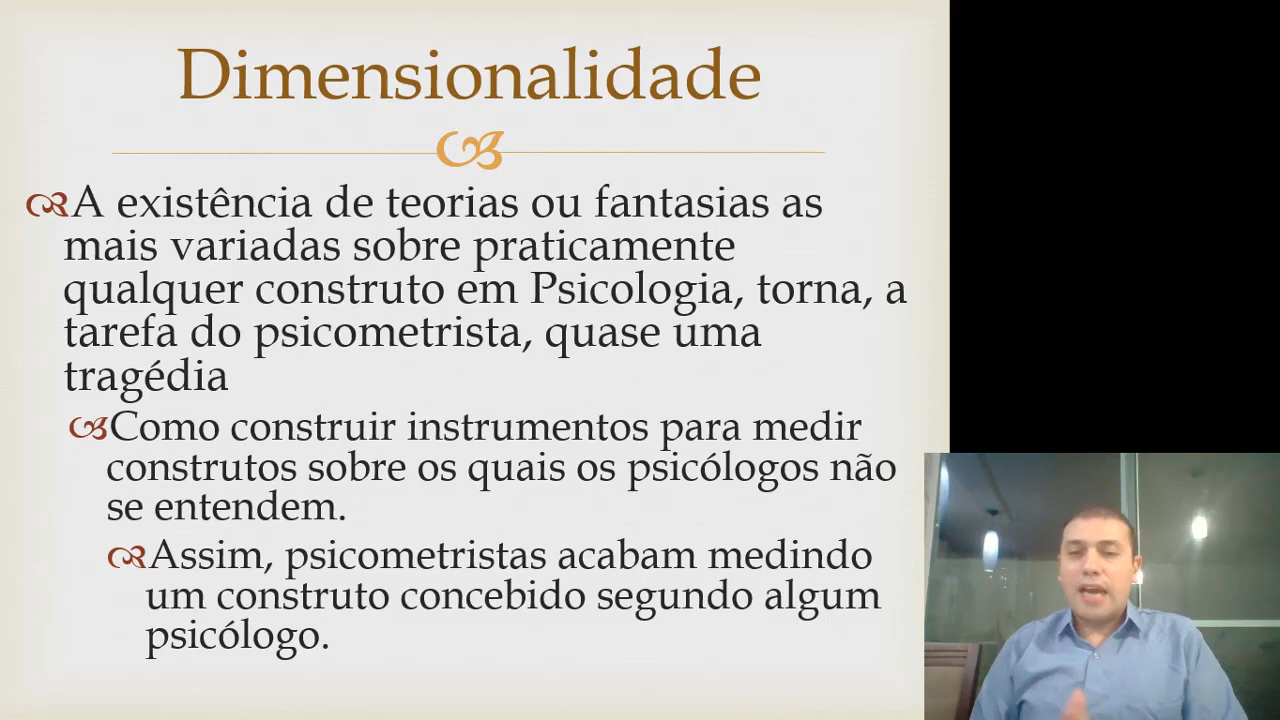 Dimensionalidade
A existência de teorias ou fantasias as
mais variadas sobre praticamente
qualquer construto em Psicologia, torna, a
tarefa do psicometrista, quase uma
tragédia
Como construir instrumentos para medir
construtos sobre os quais os psicólogos não
se entendem.
Assim, psicometristas acabam medindo
um construto concebido segundo algum
psicólogo.